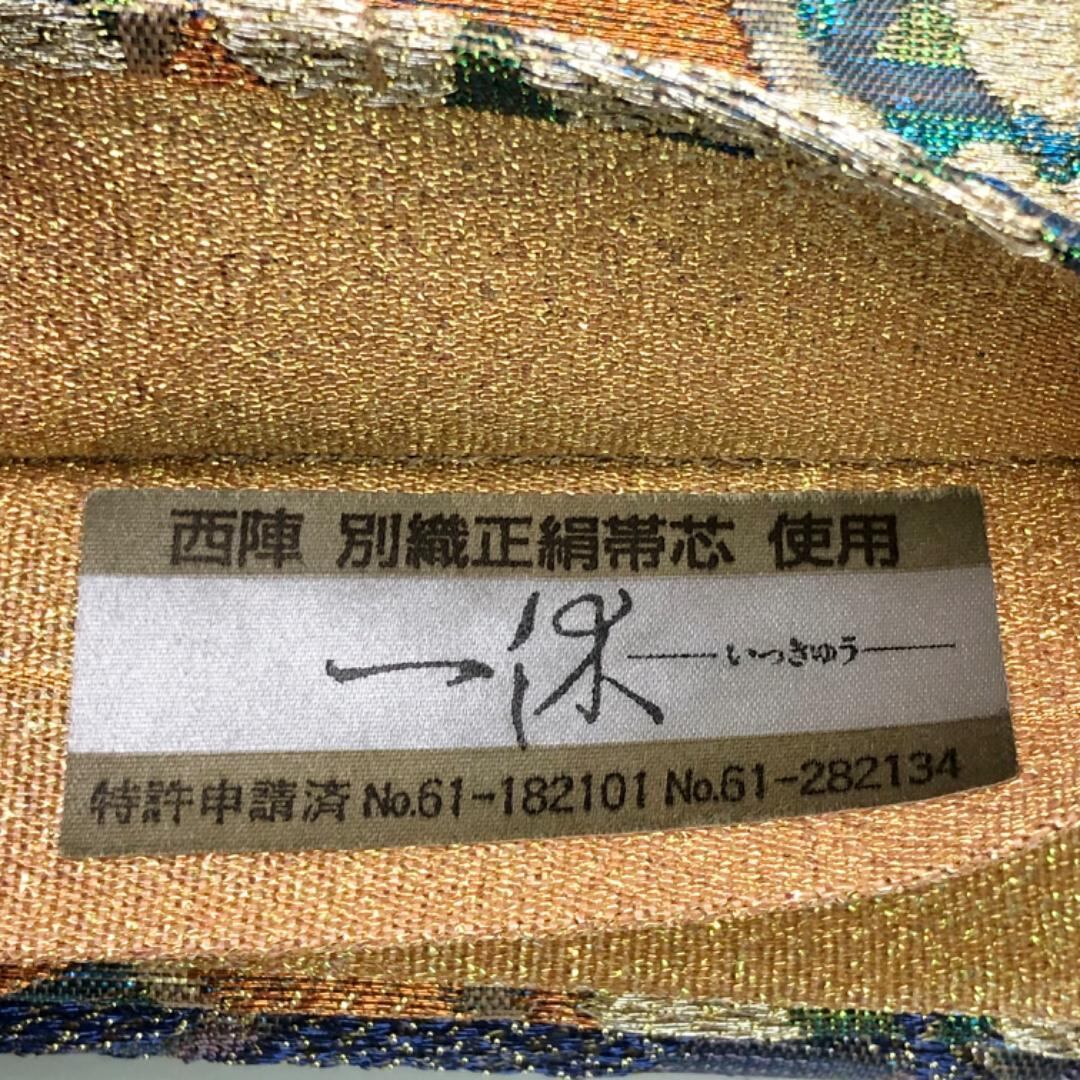 西陣 別織正絹帯芯 使用
一休 いっきゅう
特許申請済 No.61-182101 No.61-282134